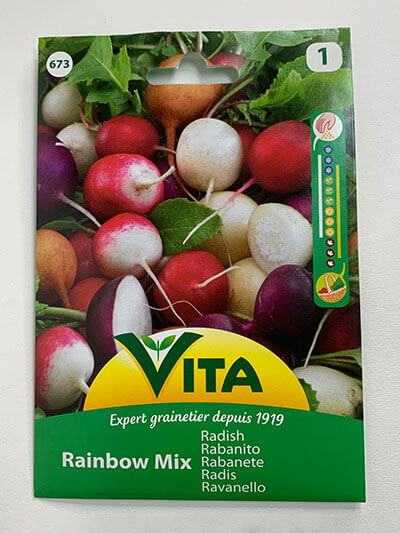 673
1
VITA
Expert grainetier depuis 1919
Rainbow Mix
Radish
Rabanito
Rabanete
Radis
Ravanello